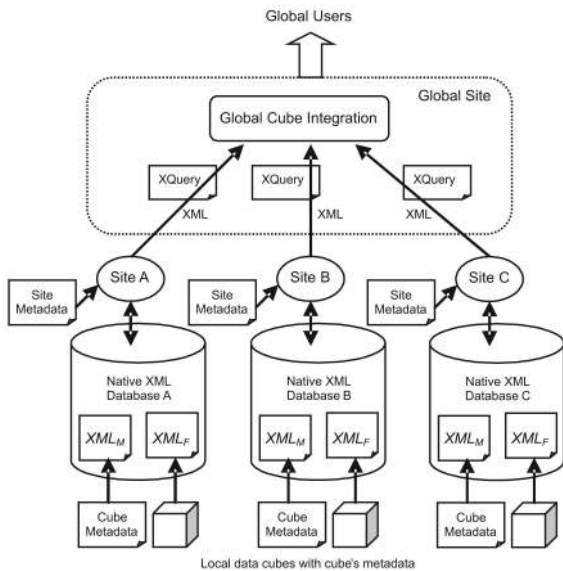 Global Users
Global Site
Global Cube Integration
XQuery
XQuery
XQuery
XML
XML
XML
Site A
Site B
Site C
Site
Metadata
Site
Metadata
Site
Metadata
Native XML
Database A
Native XML
Database B
Native XML
Database C
XMLM
XMLF
XMLM
XMLF
XMLM
XMLF
Cube
Metadata
Cube
Metadata
Cube
Metadata
Local data cubes with cube's metadata